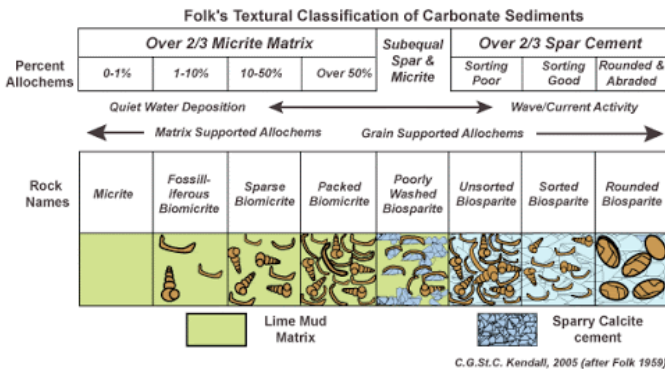 Folk's Textural Classification of Carbonate Sediments
Percent Allochems
Over 2/3 Micrite Matrix
Subequal Spar & Micrite
Over 2/3 Spar Cement
0-1% 1-10% 10-50% Over 50% Sorting Poor Sorting Good Rounded & Abraded
Quiet Water Deposition Wave/Current Activity
Matrix Supported Allochems Grain Supported Allochems
Rock Names
Micrite
Fossill-iferous Biomicrite
Sparse Biomicrite
Packed Biomicrite
Poorly Washed Biosparite
Unsorted Biosparite
Sorted Biosparite
Rounded Biosparite
Lime Mud Matrix
Sparry Calcite cement
C.G.St.C. Kendall, 2005 (after Folk 1959)